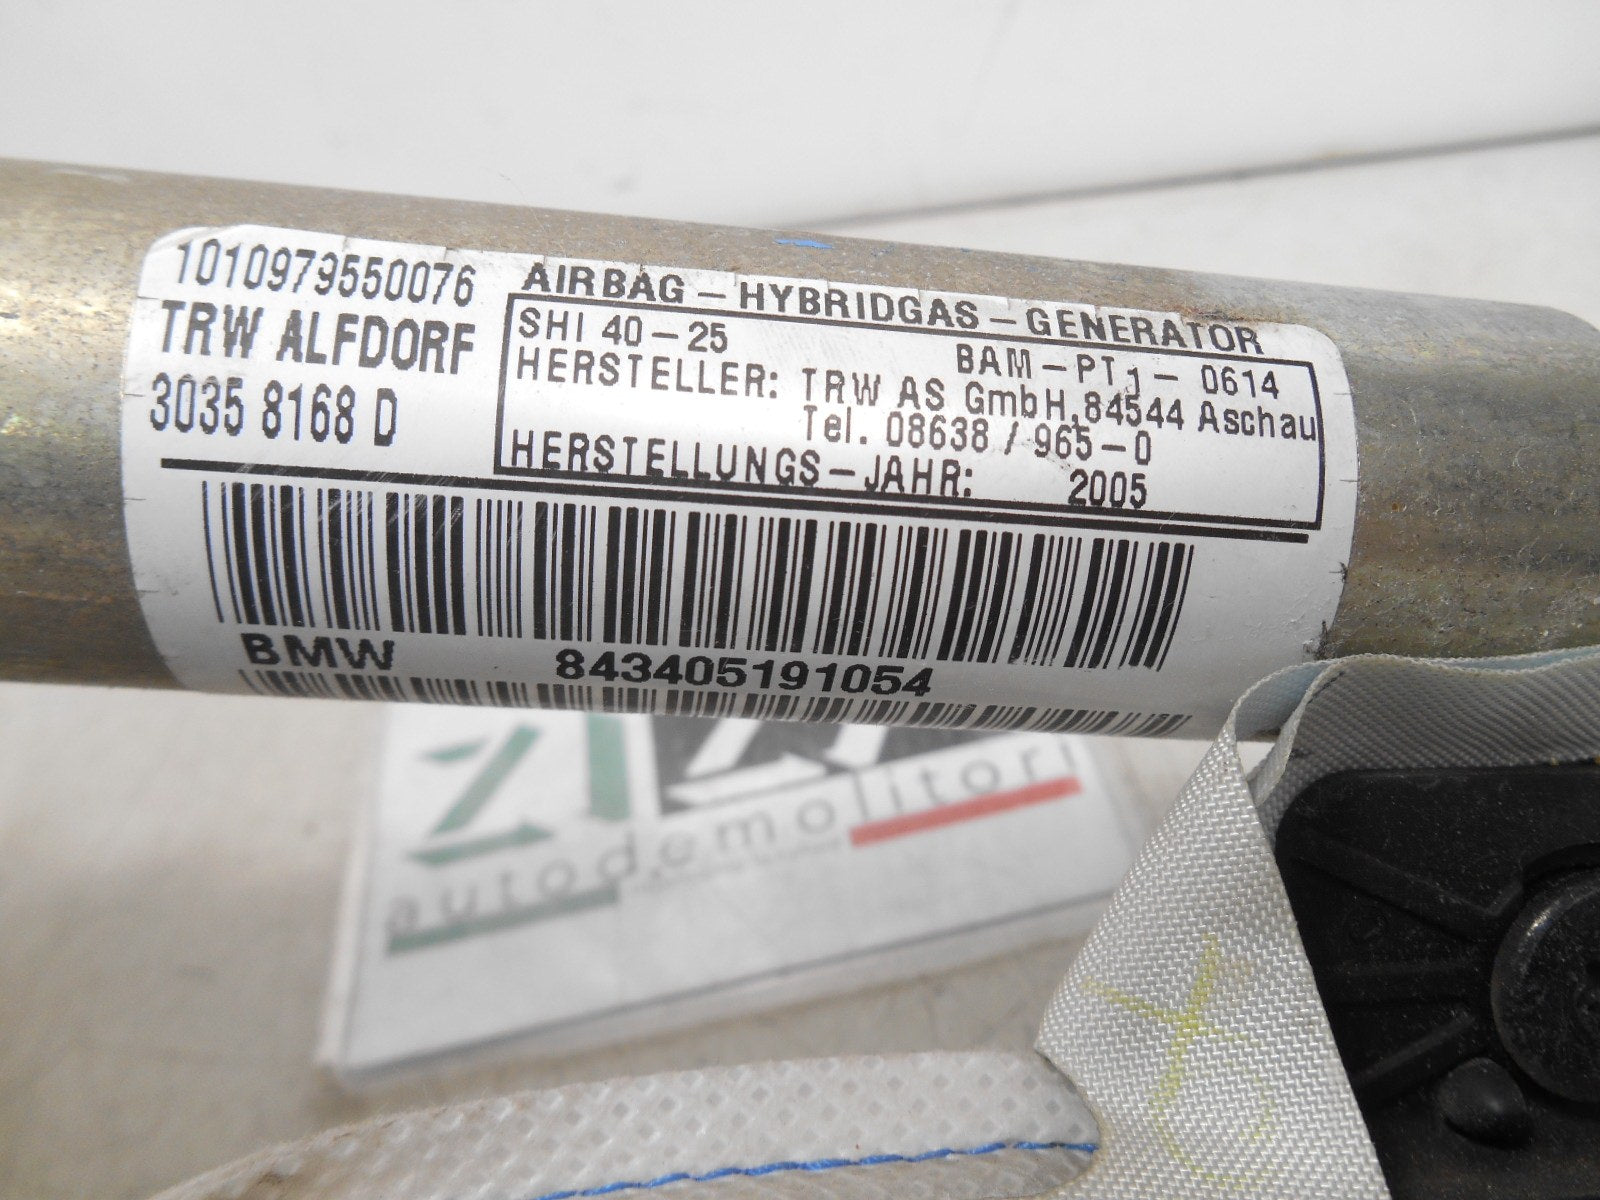 1010979550076
TRW ALFDORF
3035 8168 D
AIRBAG – HYBRIDGAS – GENERATOR
SHI 40 – 25 BAM – PT1 – 0614
HERSTELLER: TRW AS GmbH, 84544 Aschau
Tel. 08638 / 965 – 0
HERSTELLUNGS – JAHR: 2005
BMW 843405191054
autodemolitori